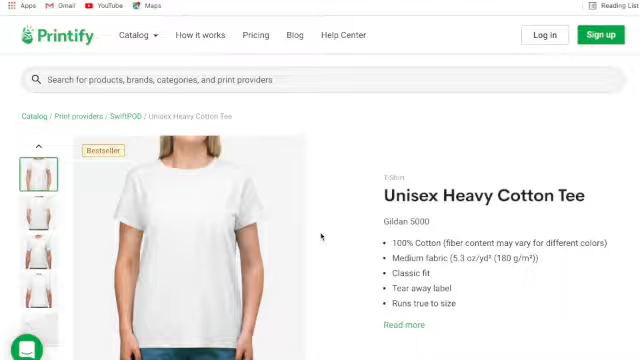 Apps Gmail YouTube Maps Reading List
Printify Catalog How it works Pricing Blog Help Center Log in Sign up
Search for products, brands, categories, and print providers
Catalog / Print providers / SwiftPOD / Unisex Heavy Cotton Tee
Bestseller
T-Shirt
Unisex Heavy Cotton Tee
Gildan 5000
100% Cotton (fiber content may vary for different colors)
Medium fabric (5.3 oz/yd² (180 g/m²))
Classic fit
Tear away label
Runs true to size
Read more